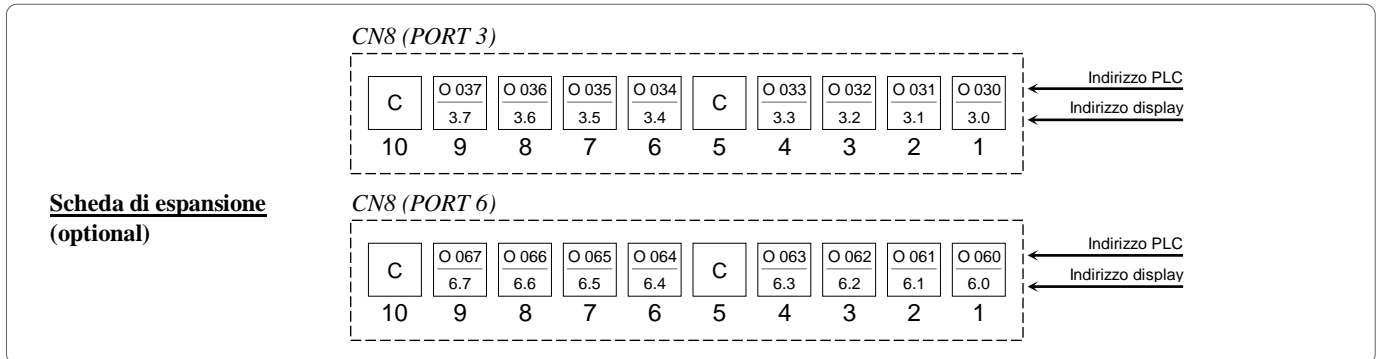 CN8 (PORT 3)
C O 037 O 036 O 035 O 034 C O 033 O 032 O 031 O 030 Indirizzo PLC
3.7 3.6 3.5 3.4 3.3 3.2 3.1 3.0 Indirizzo display
10 9 8 7 6 5 4 3 2 1
Scheda di espansione
(optional)
CN8 (PORT 6)
C O 067 O 066 O 065 O 064 C O 063 O 062 O 061 O 060 Indirizzo PLC
6.7 6.6 6.5 6.4 6.3 6.2 6.1 6.0 Indirizzo display
10 9 8 7 6 5 4 3 2 1